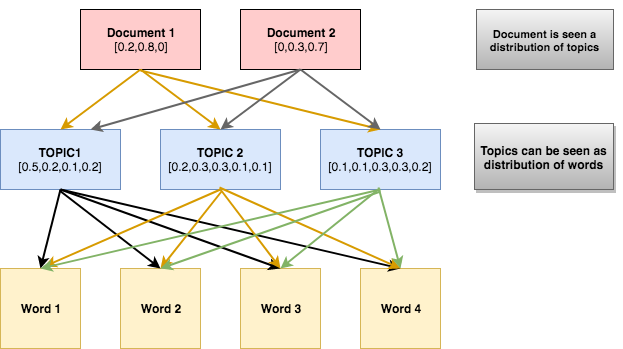 Document 1
[0.2,0.8,0]
Document 2
[0,0.3,0.7]
Document is seen a
distribution of topics
TOPIC1
[0.5,0.2,0.1,0.2]
TOPIC 2
[0.2,0.3,0.3,0.1,0.1]
TOPIC 3
[0.1,0.1,0.3,0.3,0.2]
Topics can be seen as
distribution of words
Word 1
Word 2
Word 3
Word 4